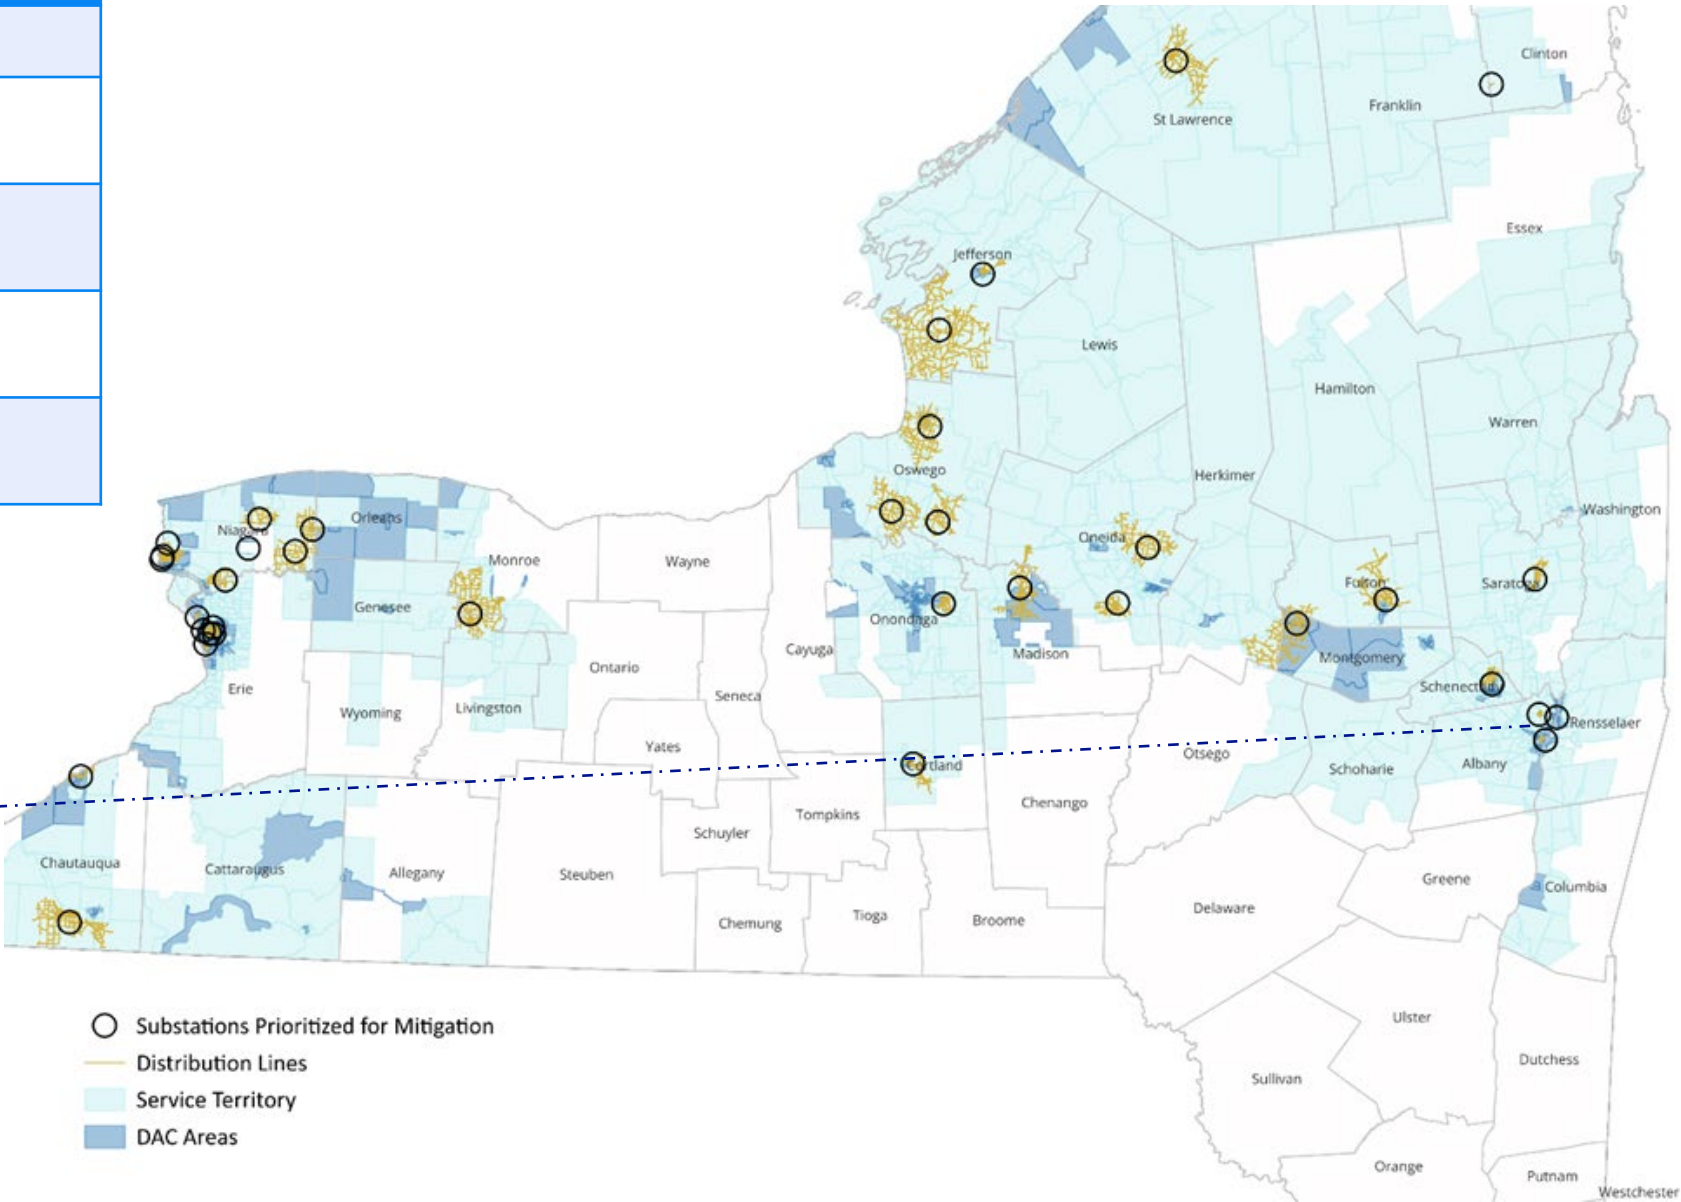 Clinton
Franklin
St Lawrence
Essex
Jefferson
Lewis
Hamilton
Warren
Oswego
Herkimer
Washington
Orleans
Niagara
Oneida
Monroe
Wayne
Fulton
Saratoga
Genesee
Onondaga
Cayuga
Madison
Montgomery
Ontario
Schenectady
Erie
Seneca
Livingston
Wyoming
Rensselaer
Yates
Otsego
Cortland
Albany
Schoharie
Chenango
Tompkins
Schuyler
Chautauqua
Cattaraugus
Allegany
Steuben
Greene
Columbia
Delaware
Tioga
Broome
Chemung
Ulster
Dutchess
Sullivan
Orange
Putnam
Westchester
Substations Prioritized for Mitigation
Distribution Lines
Service Territory
DAC Areas